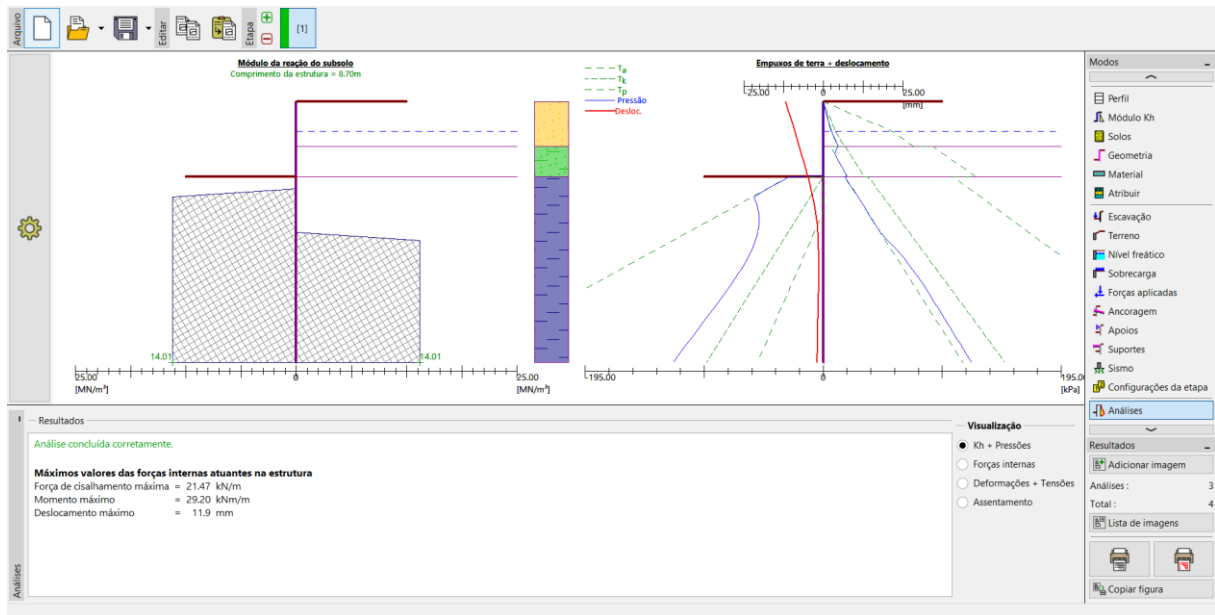 Arquivo
Editar
Etapa
[1]
Módulo da reação do subsolo
Comprimento da estrutura = 8.70m
14.01
14.01
25.00
0
25.00
[MN/m³]
[MN/m³]
Empuxos de terra + deslocamento
Ta
Tk
Tp
Pressão
Desloc.
-25.00
0
25.00
[mm]
-195.00
0
195.00
[kPa]
Modos
Perfil
Módulo Kh
Solos
Geometria
Material
Atribuir
Escavação
Terreno
Nível freático
Sobrecarga
Forças aplicadas
Ancoragem
Apoios
Suportes
Sismo
Configurações da etapa
Análises
Resultados
Adicionar imagem
Análises : 3
Total : 4
Lista de imagens
Copiar figura
Análises
Resultados
Análise concluída corretamente.
Máximos valores das forças internas atuantes na estrutura
Força de cisalhamento máxima = 21.47 kN/m
Momento máximo = 29.20 kNm/m
Deslocamento máximo = 11.9 mm
Visualização
Kh + Pressões
Forças internas
Deformações + Tensões
Assentamento